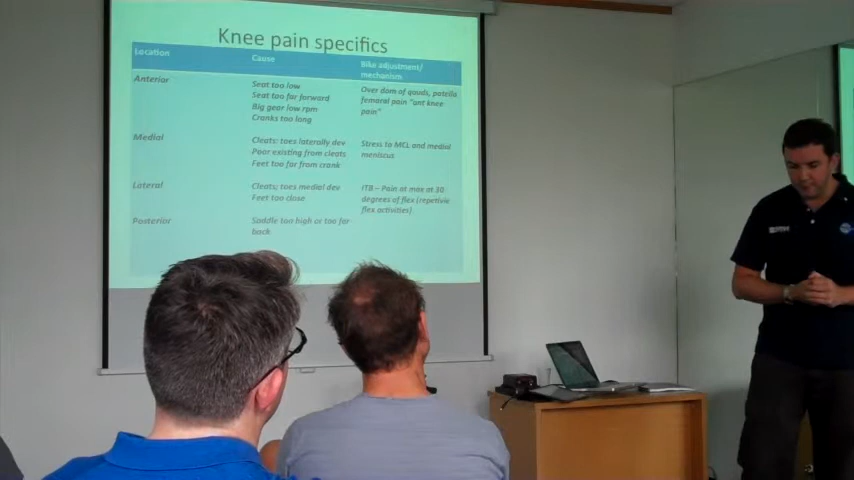 Knee pain specifics
Location
Cause
Bike adjustment/
mechanism
Anterior
Seat too low
Seat too far forward
Big gear low rpm
Cranks too long
Over dom of qauds, patella
femoral pain "ant knee
pain"
Medial
Cleats: toes laterally dev
Poor existing from cleats
Feet too far from crank
Stress to MCL and medial
meniscus
Lateral
Cleats; toes medial dev
Feet too close
ITB – Pain at max at 30
degrees of flex (repetivie
flex activities)
Posterior
Saddle too high or too far
back